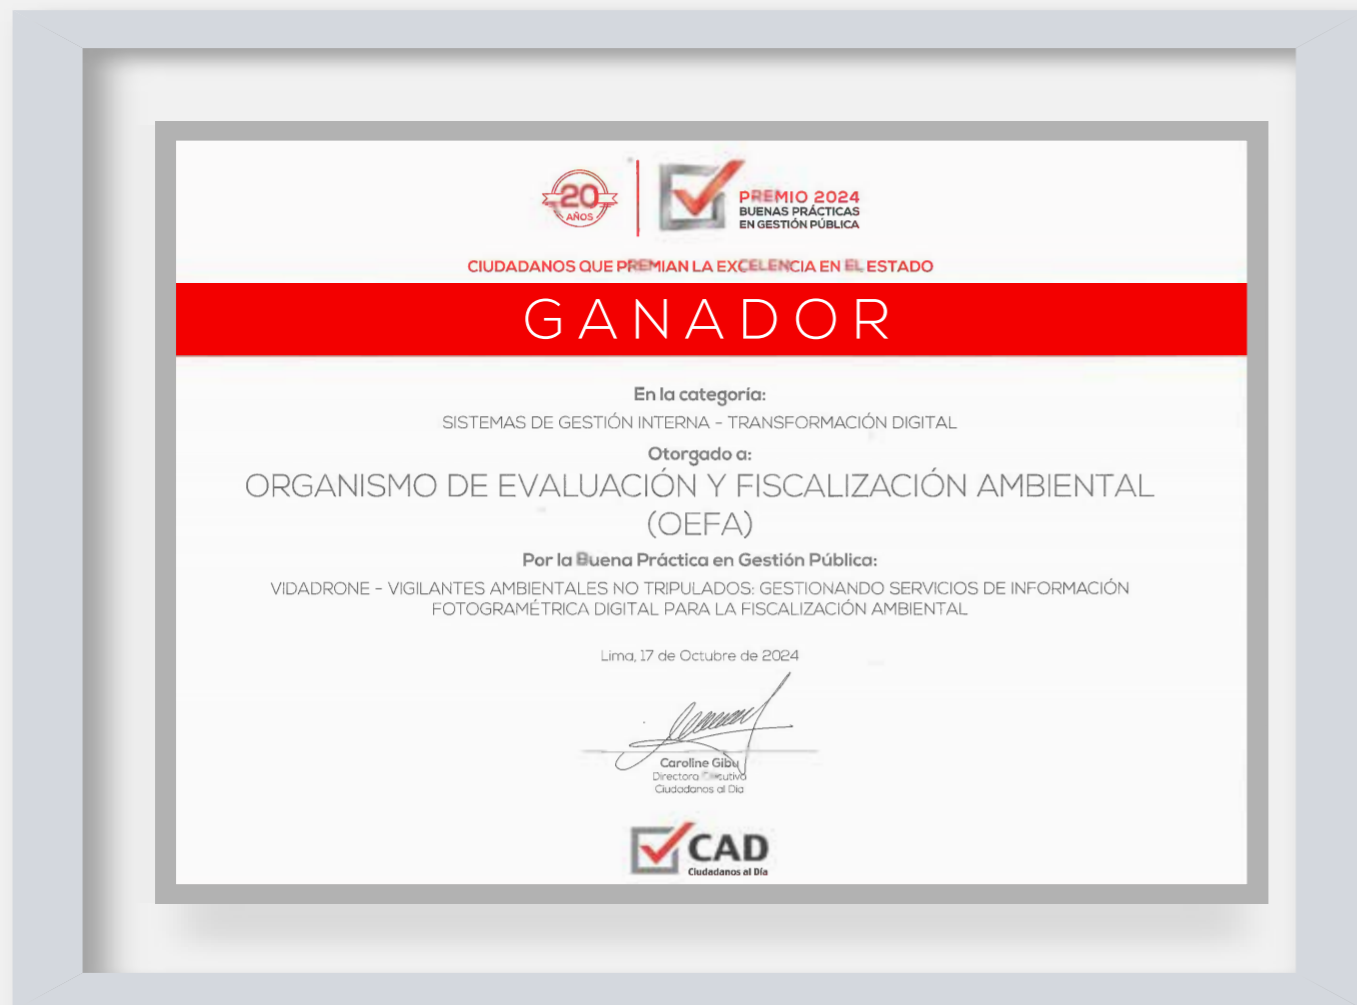 20
AÑOS
PREMIO 2024
BUENAS PRÁCTICAS
EN GESTIÓN PÚBLICA
CIUDADANOS QUE PREMIAN LA EXCELENCIA EN EL ESTADO
GANADOR
En la categoría:
SISTEMAS DE GESTIÓN INTERNA - TRANSFORMACIÓN DIGITAL
Otorgado a:
ORGANISMO DE EVALUACIÓN Y FISCALIZACIÓN AMBIENTAL
(OEFA)
Por la Buena Práctica en Gestión Pública:
VIDADRONE - VIGILANTES AMBIENTALES NO TRIPULADOS: GESTIONANDO SERVICIOS DE INFORMACIÓN
FOTOGRAMÉTRICA DIGITAL PARA LA FISCALIZACIÓN AMBIENTAL
Lima, 17 de Octubre de 2024
Caroline Gibu
Directora Ejecutiva
Ciudadanos al Día
CAD
Ciudadanos al Día